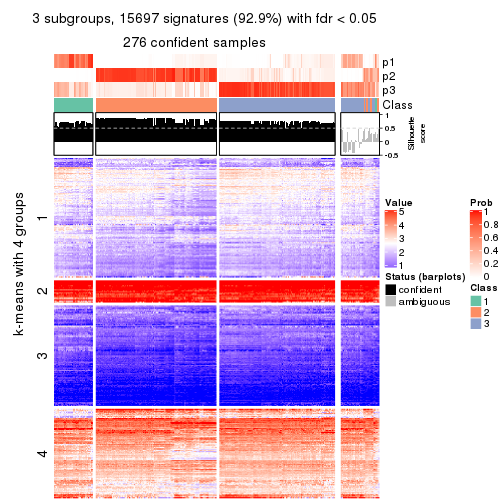 3 subgroups, 15697 signatures (92.9%) with fdr < 0.05
276 confident samples
p1
p2
p3
Class
1
0.5
0
-0.5
Silhouette
score
k-means with 4 groups
1
2
3
4
Value
5
4
3
2
1
Status (barplots)
confident
ambiguous
Prob
1
0.8
0.6
0.4
0.2
0
Class
1
2
3